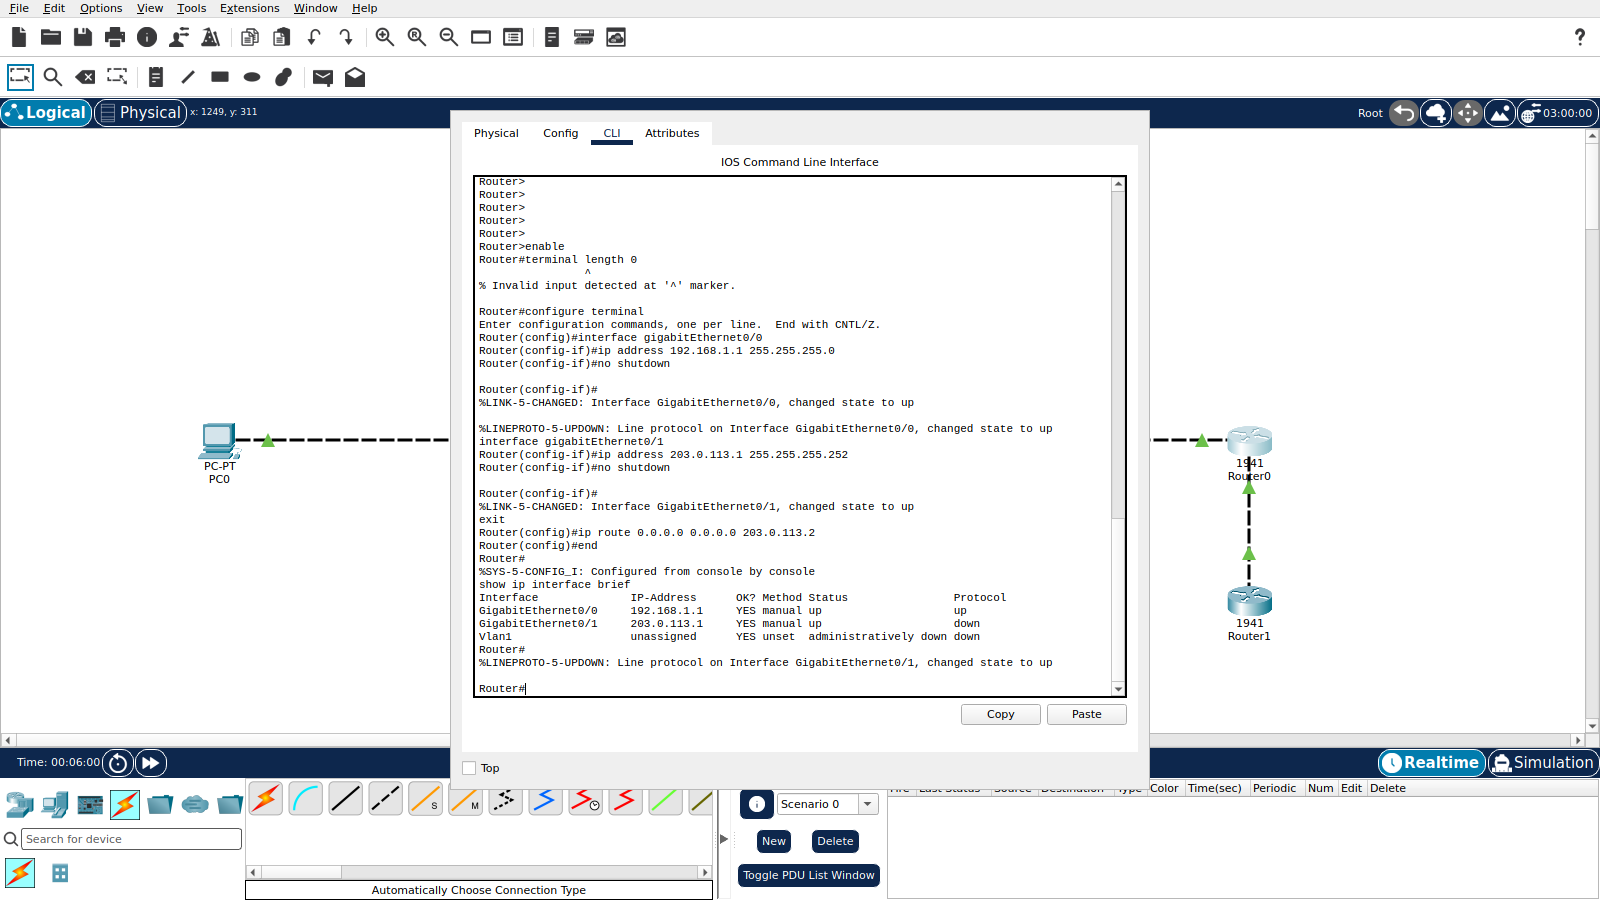 File Edit Options View Tools Extensions Window Help
?
Logical Physical x: 1249, y: 311 Root 03:00:00
Physical Config CLI Attributes
IOS Command Line Interface
Router>
Router>
Router>
Router>
Router>
Router>enable
Router#terminal length 0
^
% Invalid input detected at '^' marker.
Router#configure terminal
Enter configuration commands, one per line.  End with CNTL/Z.
Router(config)#interface gigabitEthernet0/0
Router(config-if)#ip address 192.168.1.1 255.255.255.0
Router(config-if)#no shutdown
Router(config-if)#
%LINK-5-CHANGED: Interface GigabitEthernet0/0, changed state to up
%LINEPROTO-5-UPDOWN: Line protocol on Interface GigabitEthernet0/0, changed state to up
interface gigabitEthernet0/1
Router(config-if)#ip address 203.0.113.1 255.255.255.252
Router(config-if)#no shutdown
Router(config-if)#
%LINK-5-CHANGED: Interface GigabitEthernet0/1, changed state to up
exit
Router(config)#ip route 0.0.0.0 0.0.0.0 203.0.113.2
Router(config)#end
Router#
%SYS-5-CONFIG_I: Configured from console by console
show ip interface brief
Interface IP-Address OK? Method Status Protocol
GigabitEthernet0/0 192.168.1.1 YES manual up up
GigabitEthernet0/1 203.0.113.1 YES manual up down
Vlan1 unassigned YES unset administratively down down
Router#
%LINEPROTO-5-UPDOWN: Line protocol on Interface GigabitEthernet0/1, changed state to up
Router#
Copy Paste
Top
PC-PT
PC0
1941
Router0
1941
Router1
Time: 00:06:00 Realtime Simulation
S M
Search for device
Automatically Choose Connection Type
Scenario 0
New Delete
Toggle PDU List Window
Fire Last Status Source Destination Type Color Time(sec) Periodic Num Edit Delete